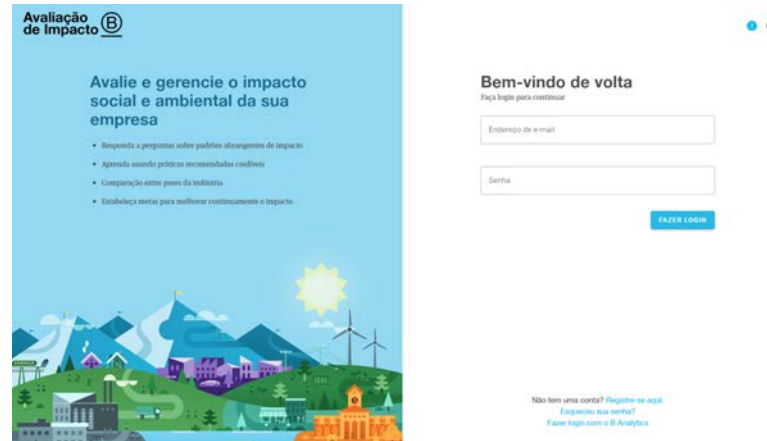 Avaliação
de Impacto B
Avalie e gerencie o impacto
social e ambiental da sua
empresa
• Responda a perguntas sobre padrões abrangentes de impacto
• Aprenda usando práticas recomendadas credíveis
• Comparação entre pares da indústria
• Estabeleça metas para melhorar continuamente o impacto
Bem-vindo de volta
Faça login para continuar
Endereço de e-mail
Senha
FAZER LOGIN
Não tem uma conta? Registre-se aqui.
Esqueceu sua senha?
Fazer login com o B Analytics